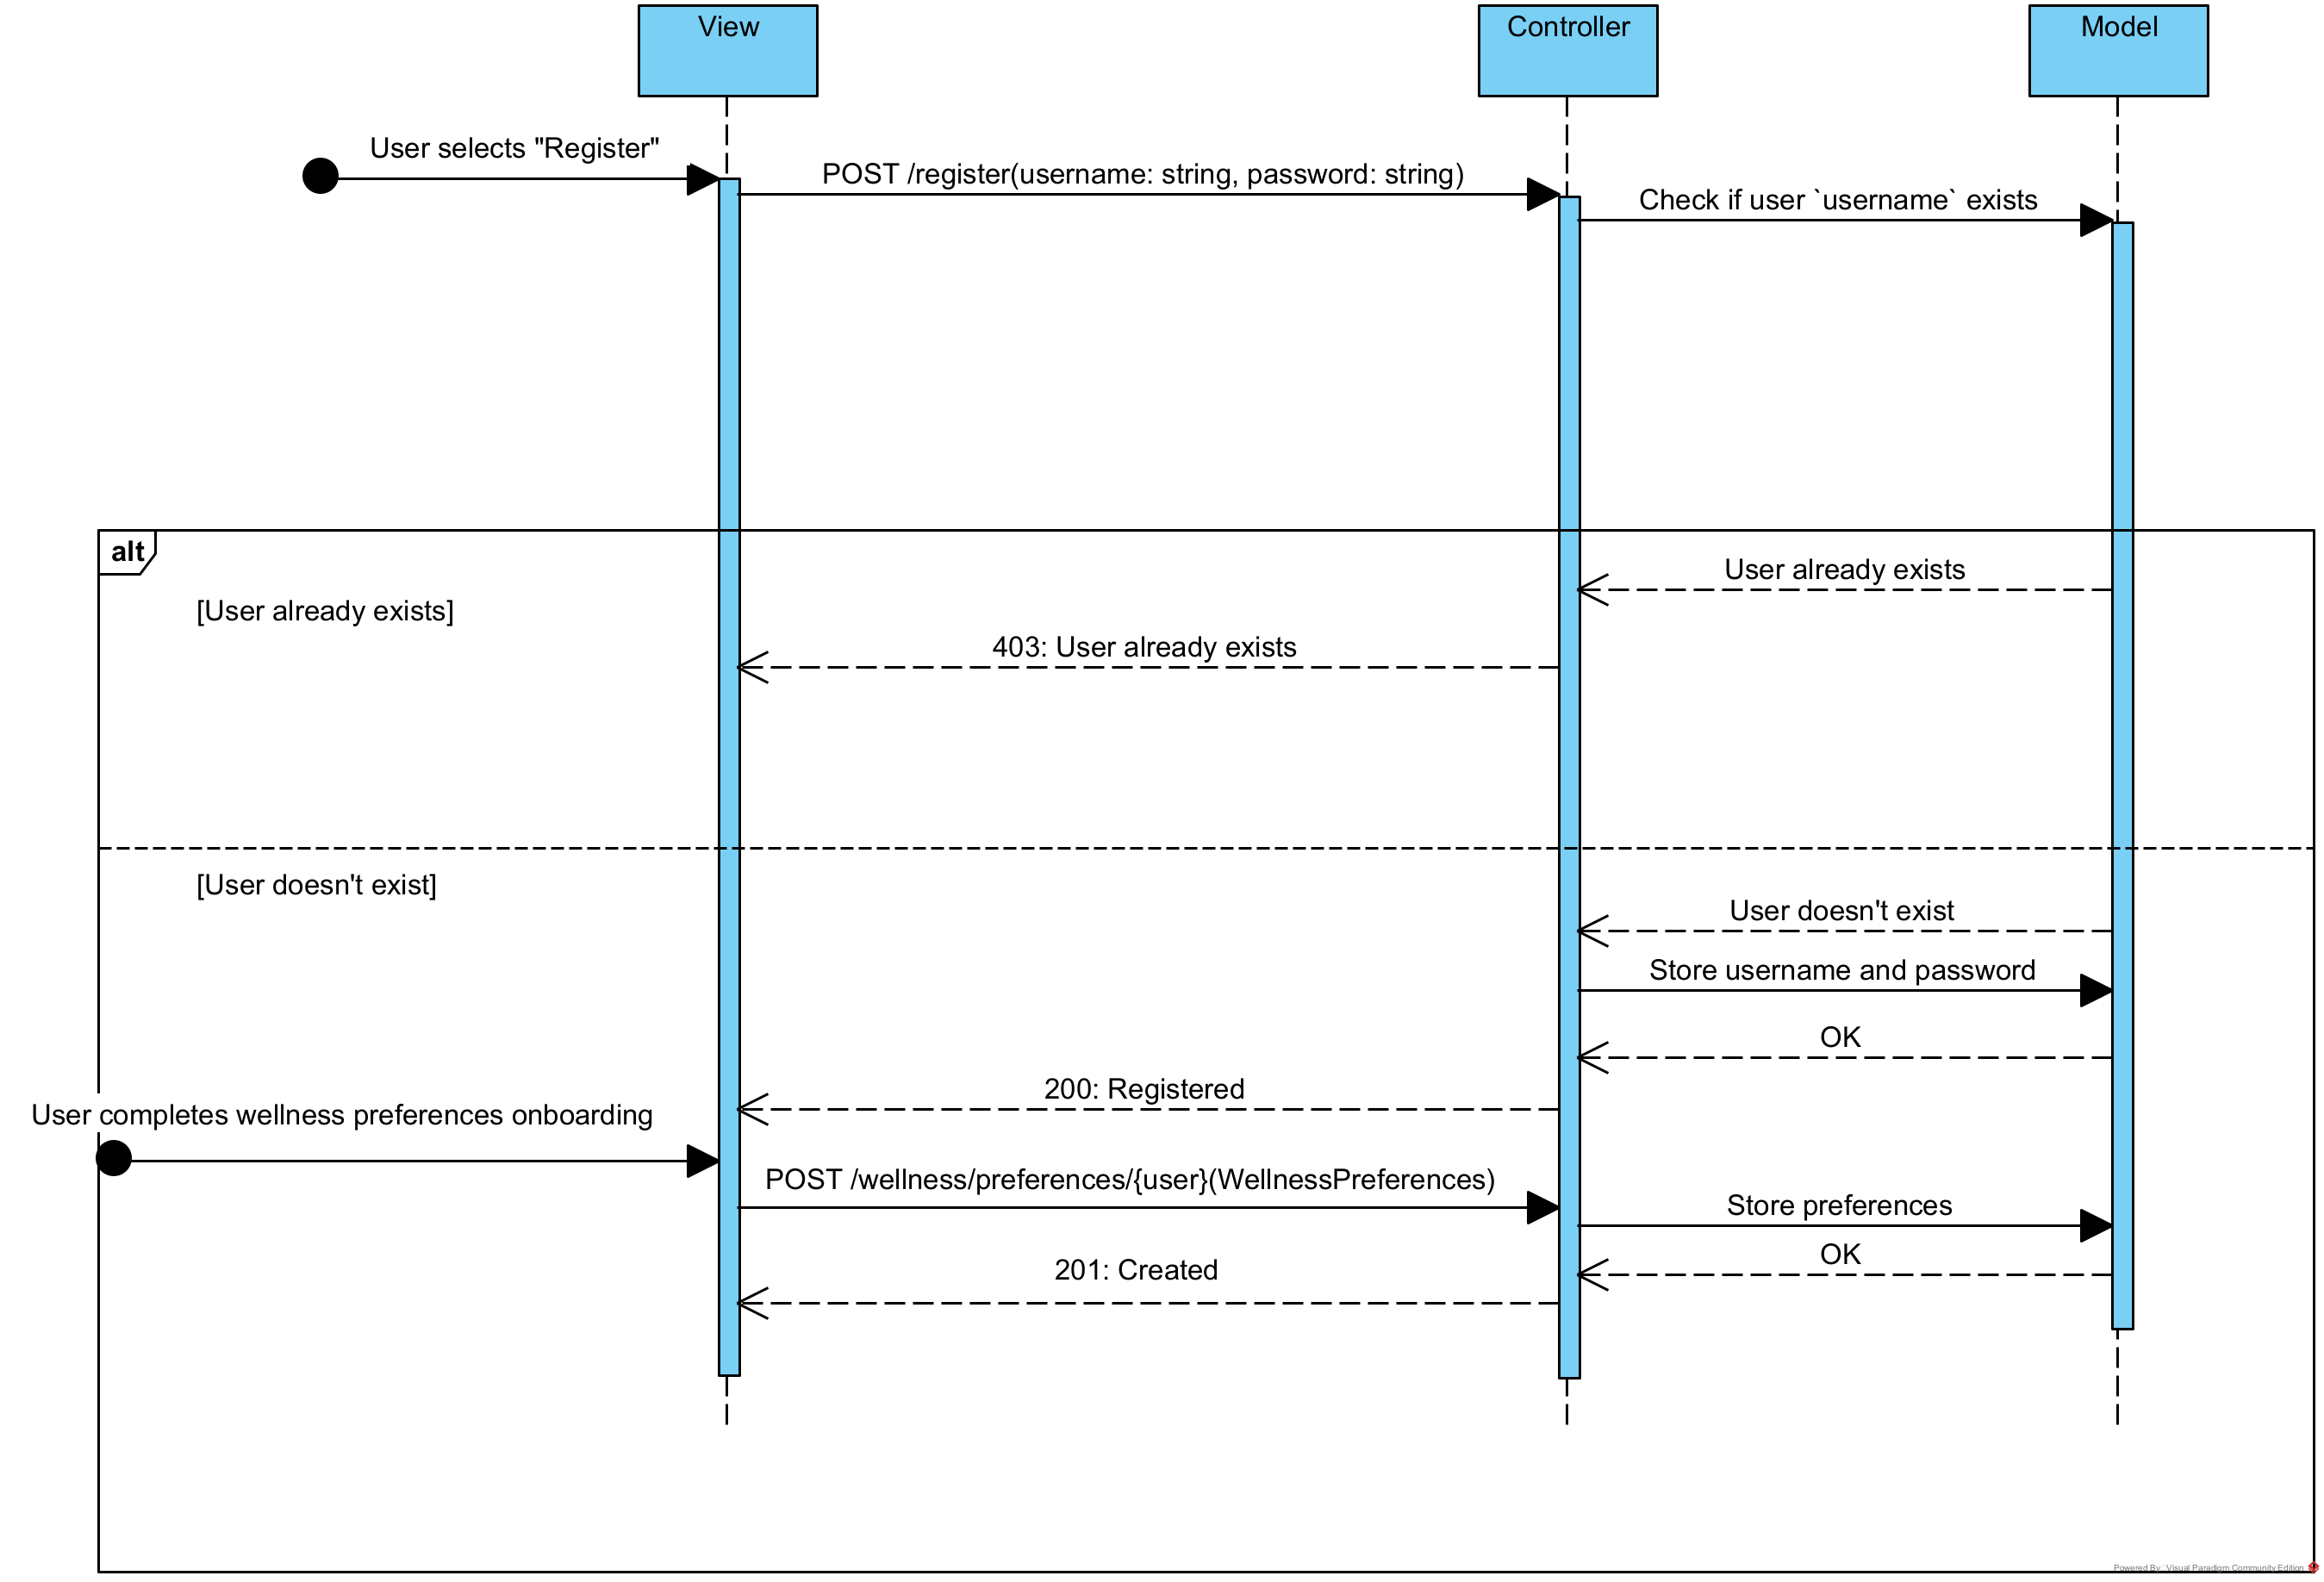 View
Controller
Model
User selects "Register"
POST /register(username: string, password: string)
Check if user `username` exists
alt
User already exists
[User already exists]
403: User already exists
[User doesn't exist]
User doesn't exist
Store username and password
OK
200: Registered
User completes wellness preferences onboarding
POST /wellness/preferences/{user}(WellnessPreferences)
Store preferences
OK
201: Created
Powered By: Visual Paradigm Community Edition